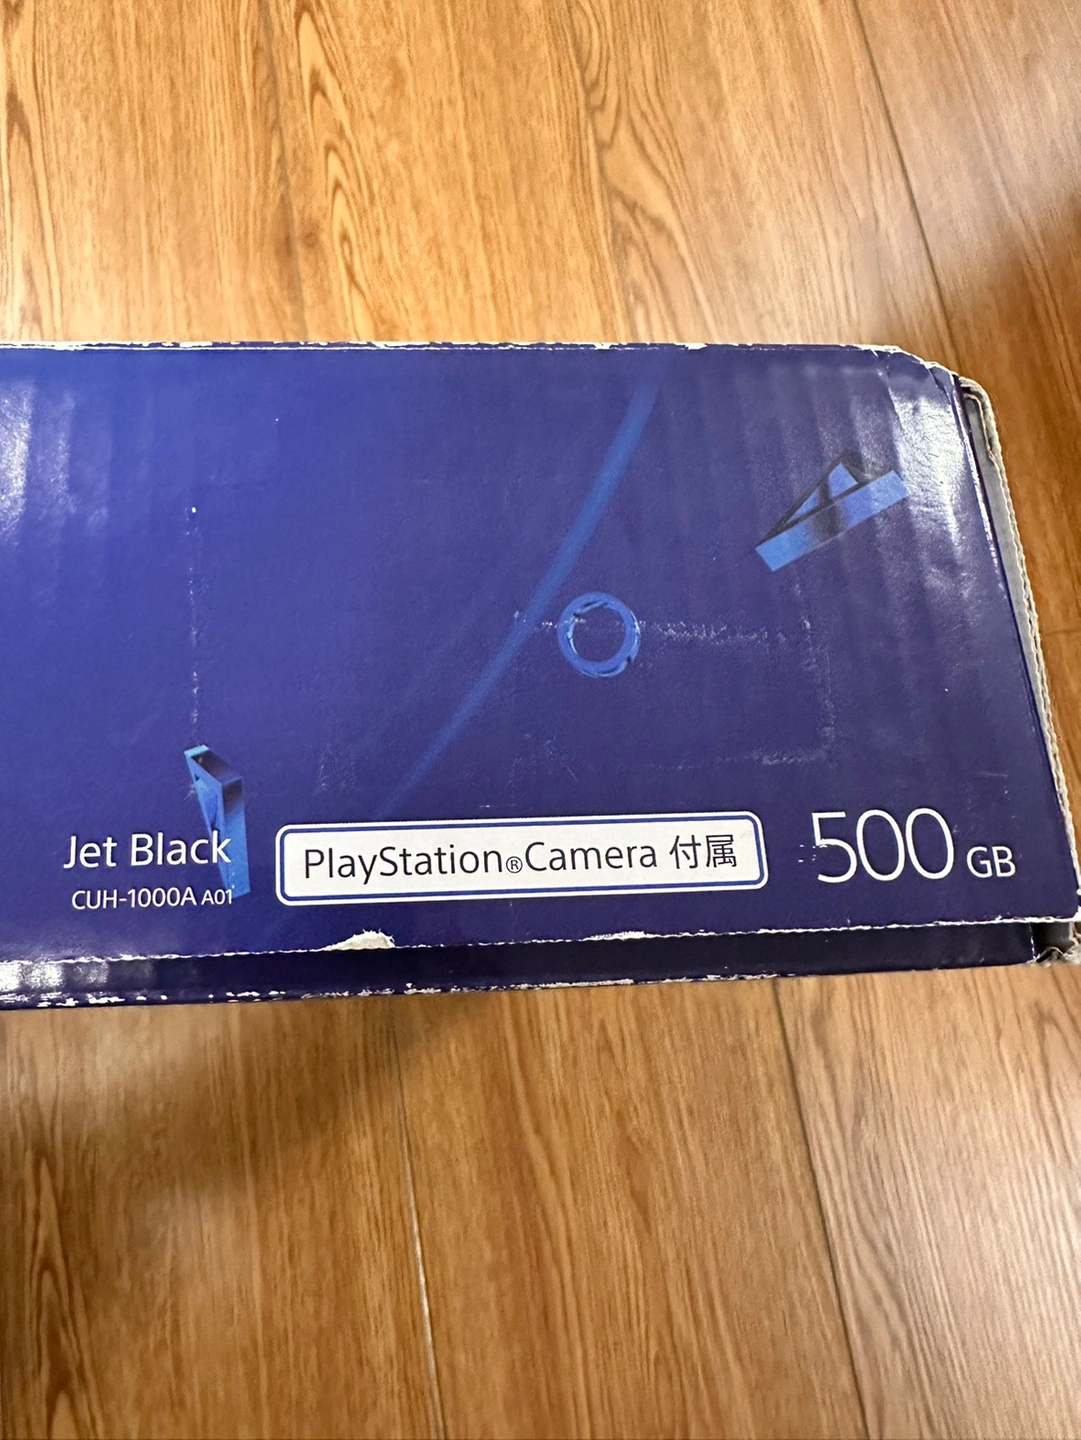 Jet Black
CUH-1000A A01
PlayStation®Camera 付属
500 GB